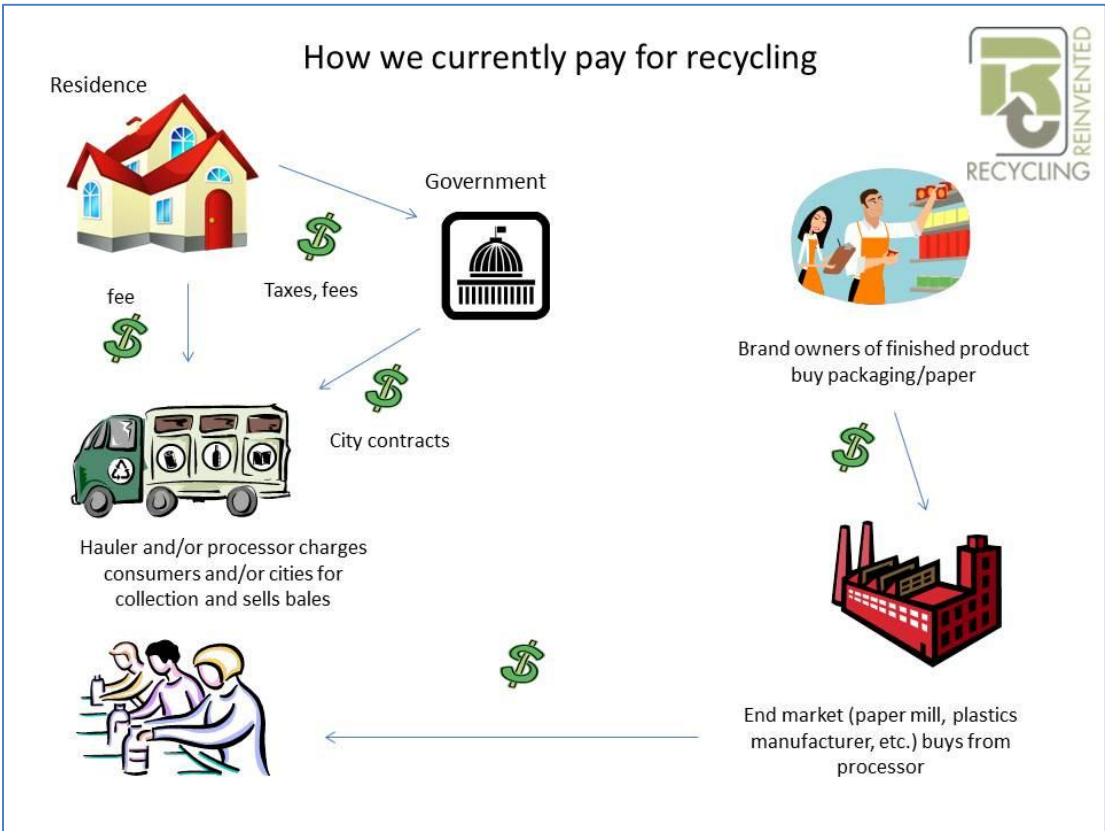 How we currently pay for recycling
RECYCLING
REINVENTED
Residence
Government
fee
$
Taxes, fees
$
$
City contracts
Brand owners of finished product
buy packaging/paper
$
Hauler and/or processor charges
consumers and/or cities for
collection and sells bales
$
End market (paper mill, plastics
manufacturer, etc.) buys from
processor